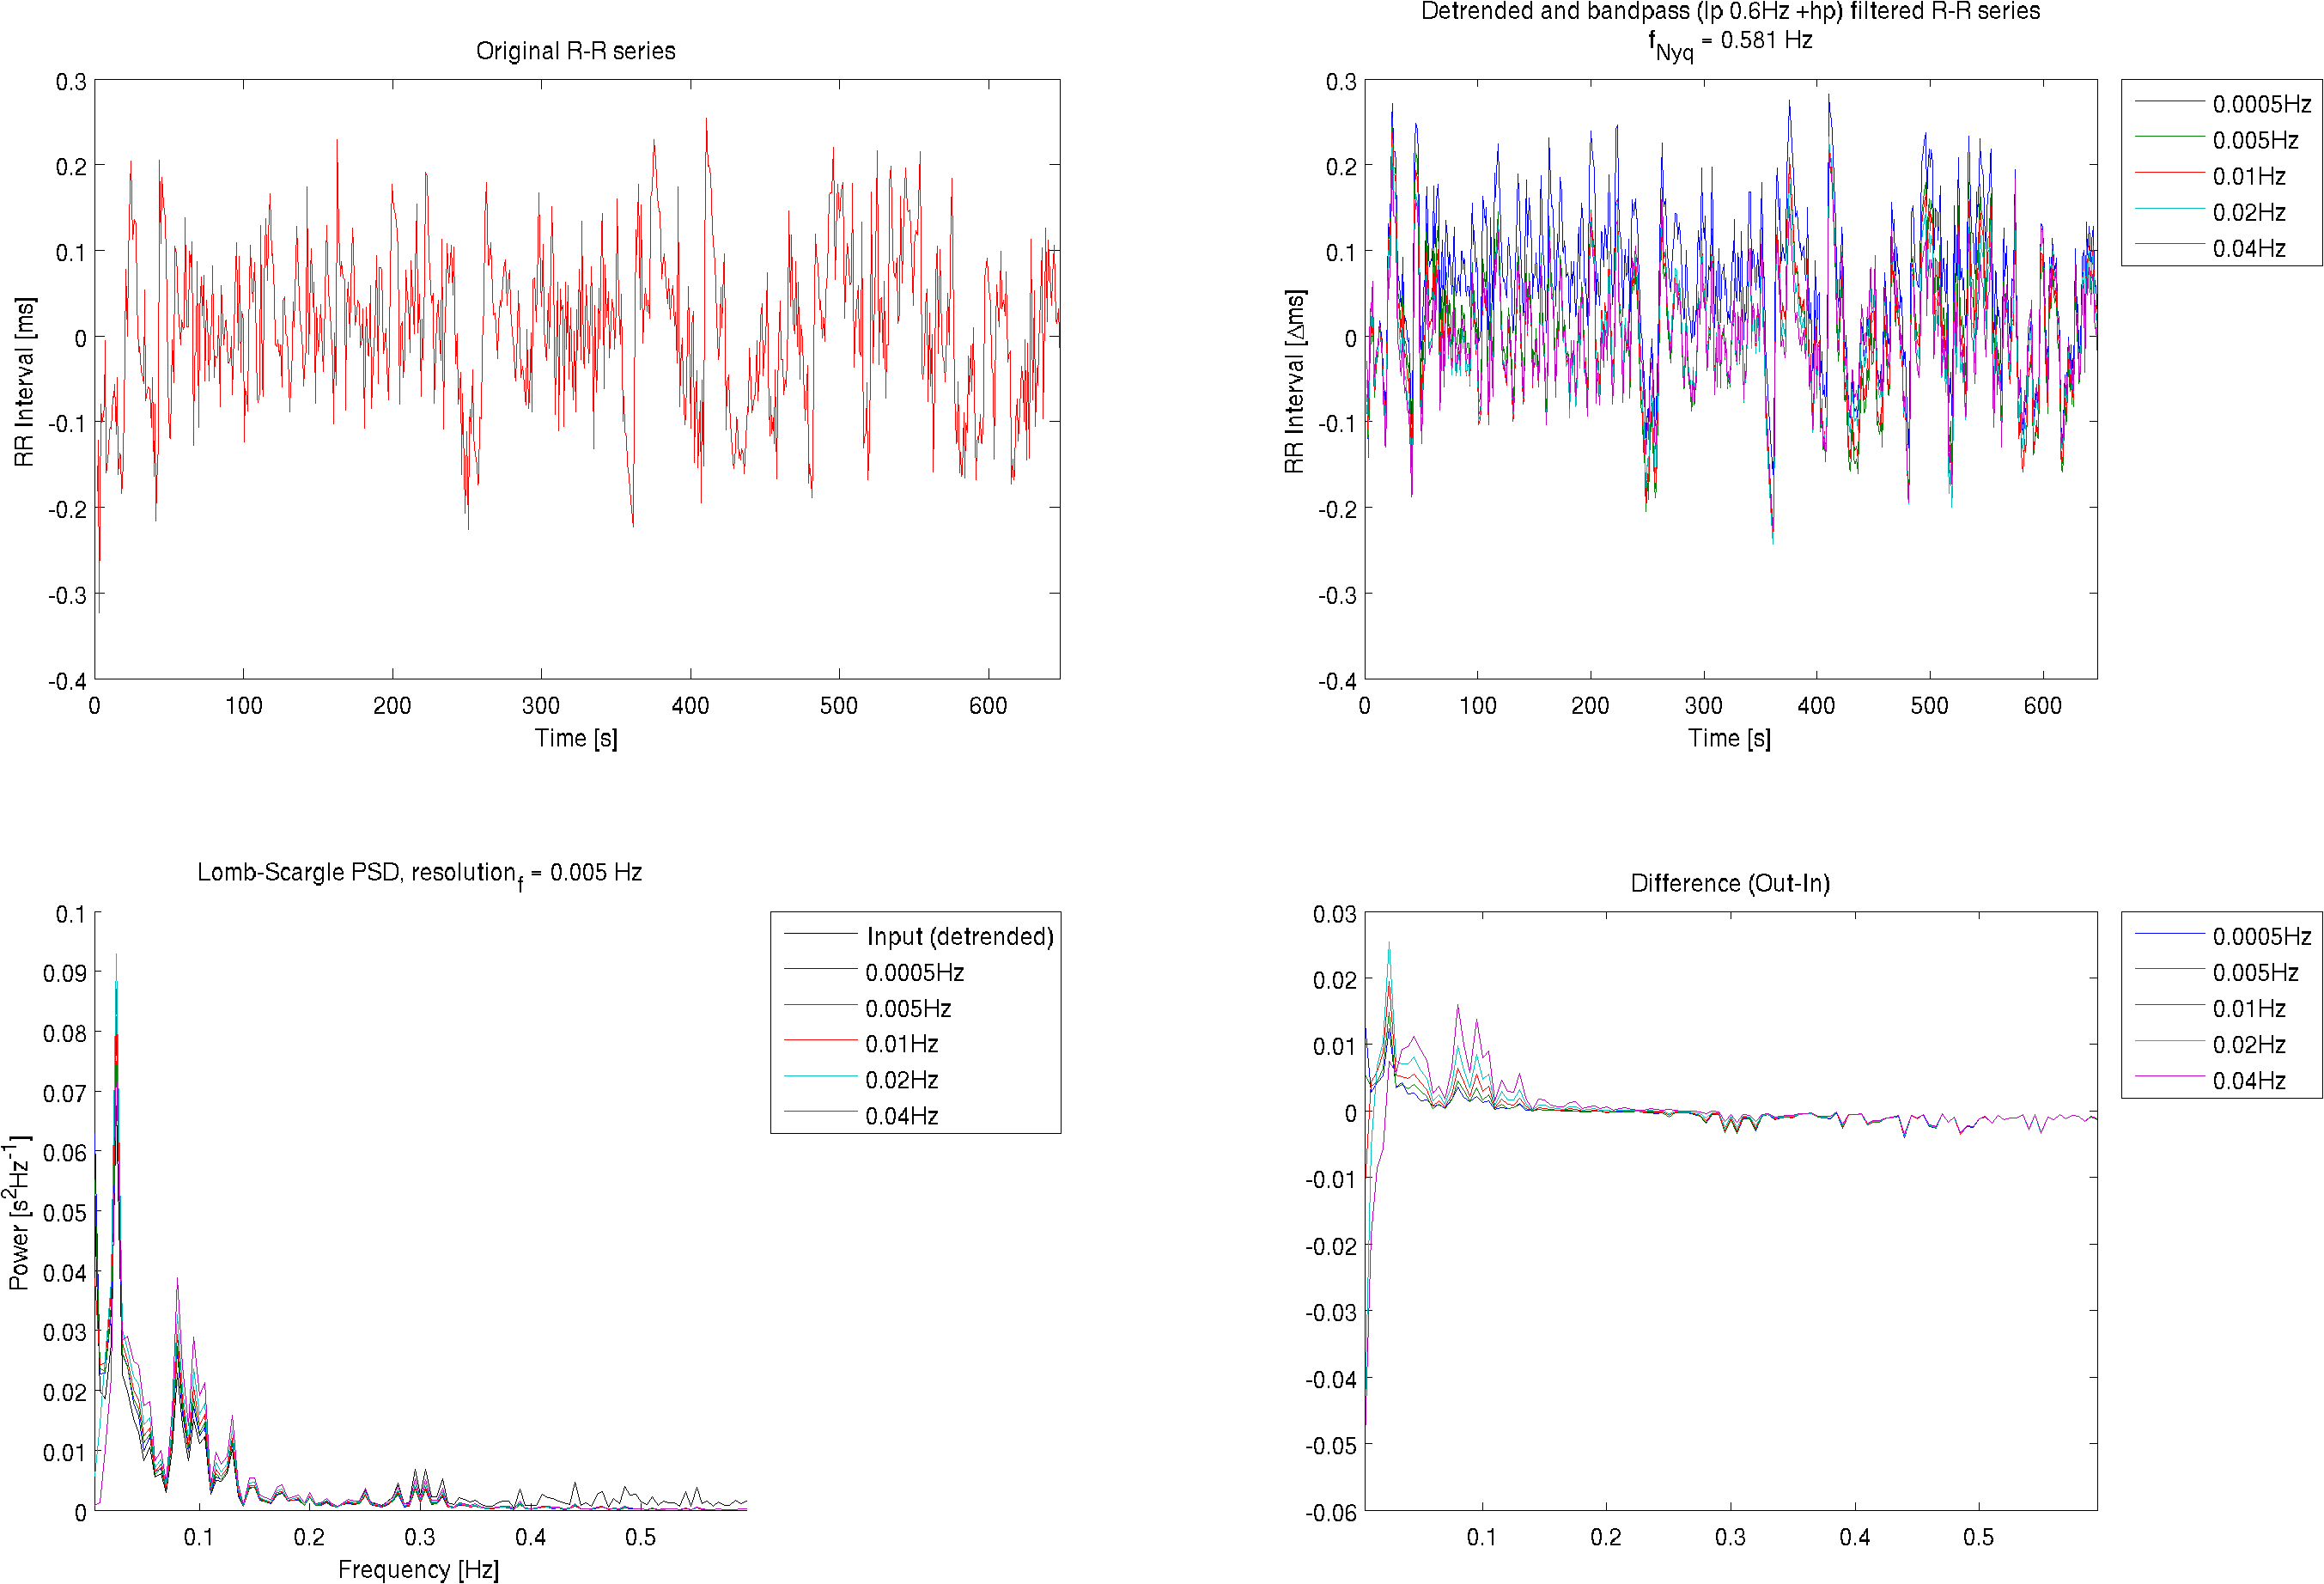 Original R-R series
0.3
0.2
0.1
0
-0.1
-0.2
-0.3
-0.4
RR Interval [ms]
0 100 200 300 400 500 600
Time [s]
Detrended and bandpass (lp 0.6Hz +hp) filtered R-R series
fNyq = 0.581 Hz
0.3
0.2
0.1
0
-0.1
-0.2
-0.3
-0.4
RR Interval [Δms]
0 100 200 300 400 500 600
Time [s]
0.0005Hz
0.005Hz
0.01Hz
0.02Hz
0.04Hz
Lomb-Scargle PSD, resolutionf = 0.005 Hz
0.1
0.09
0.08
0.07
0.06
0.05
0.04
0.03
0.02
0.01
0
Power [s2Hz-1]
0.1 0.2 0.3 0.4 0.5
Frequency [Hz]
Input (detrended)
0.0005Hz
0.005Hz
0.01Hz
0.02Hz
0.04Hz
Difference (Out-In)
0.03
0.02
0.01
0
-0.01
-0.02
-0.03
-0.04
-0.05
-0.06
0.1 0.2 0.3 0.4 0.5
0.0005Hz
0.005Hz
0.01Hz
0.02Hz
0.04Hz